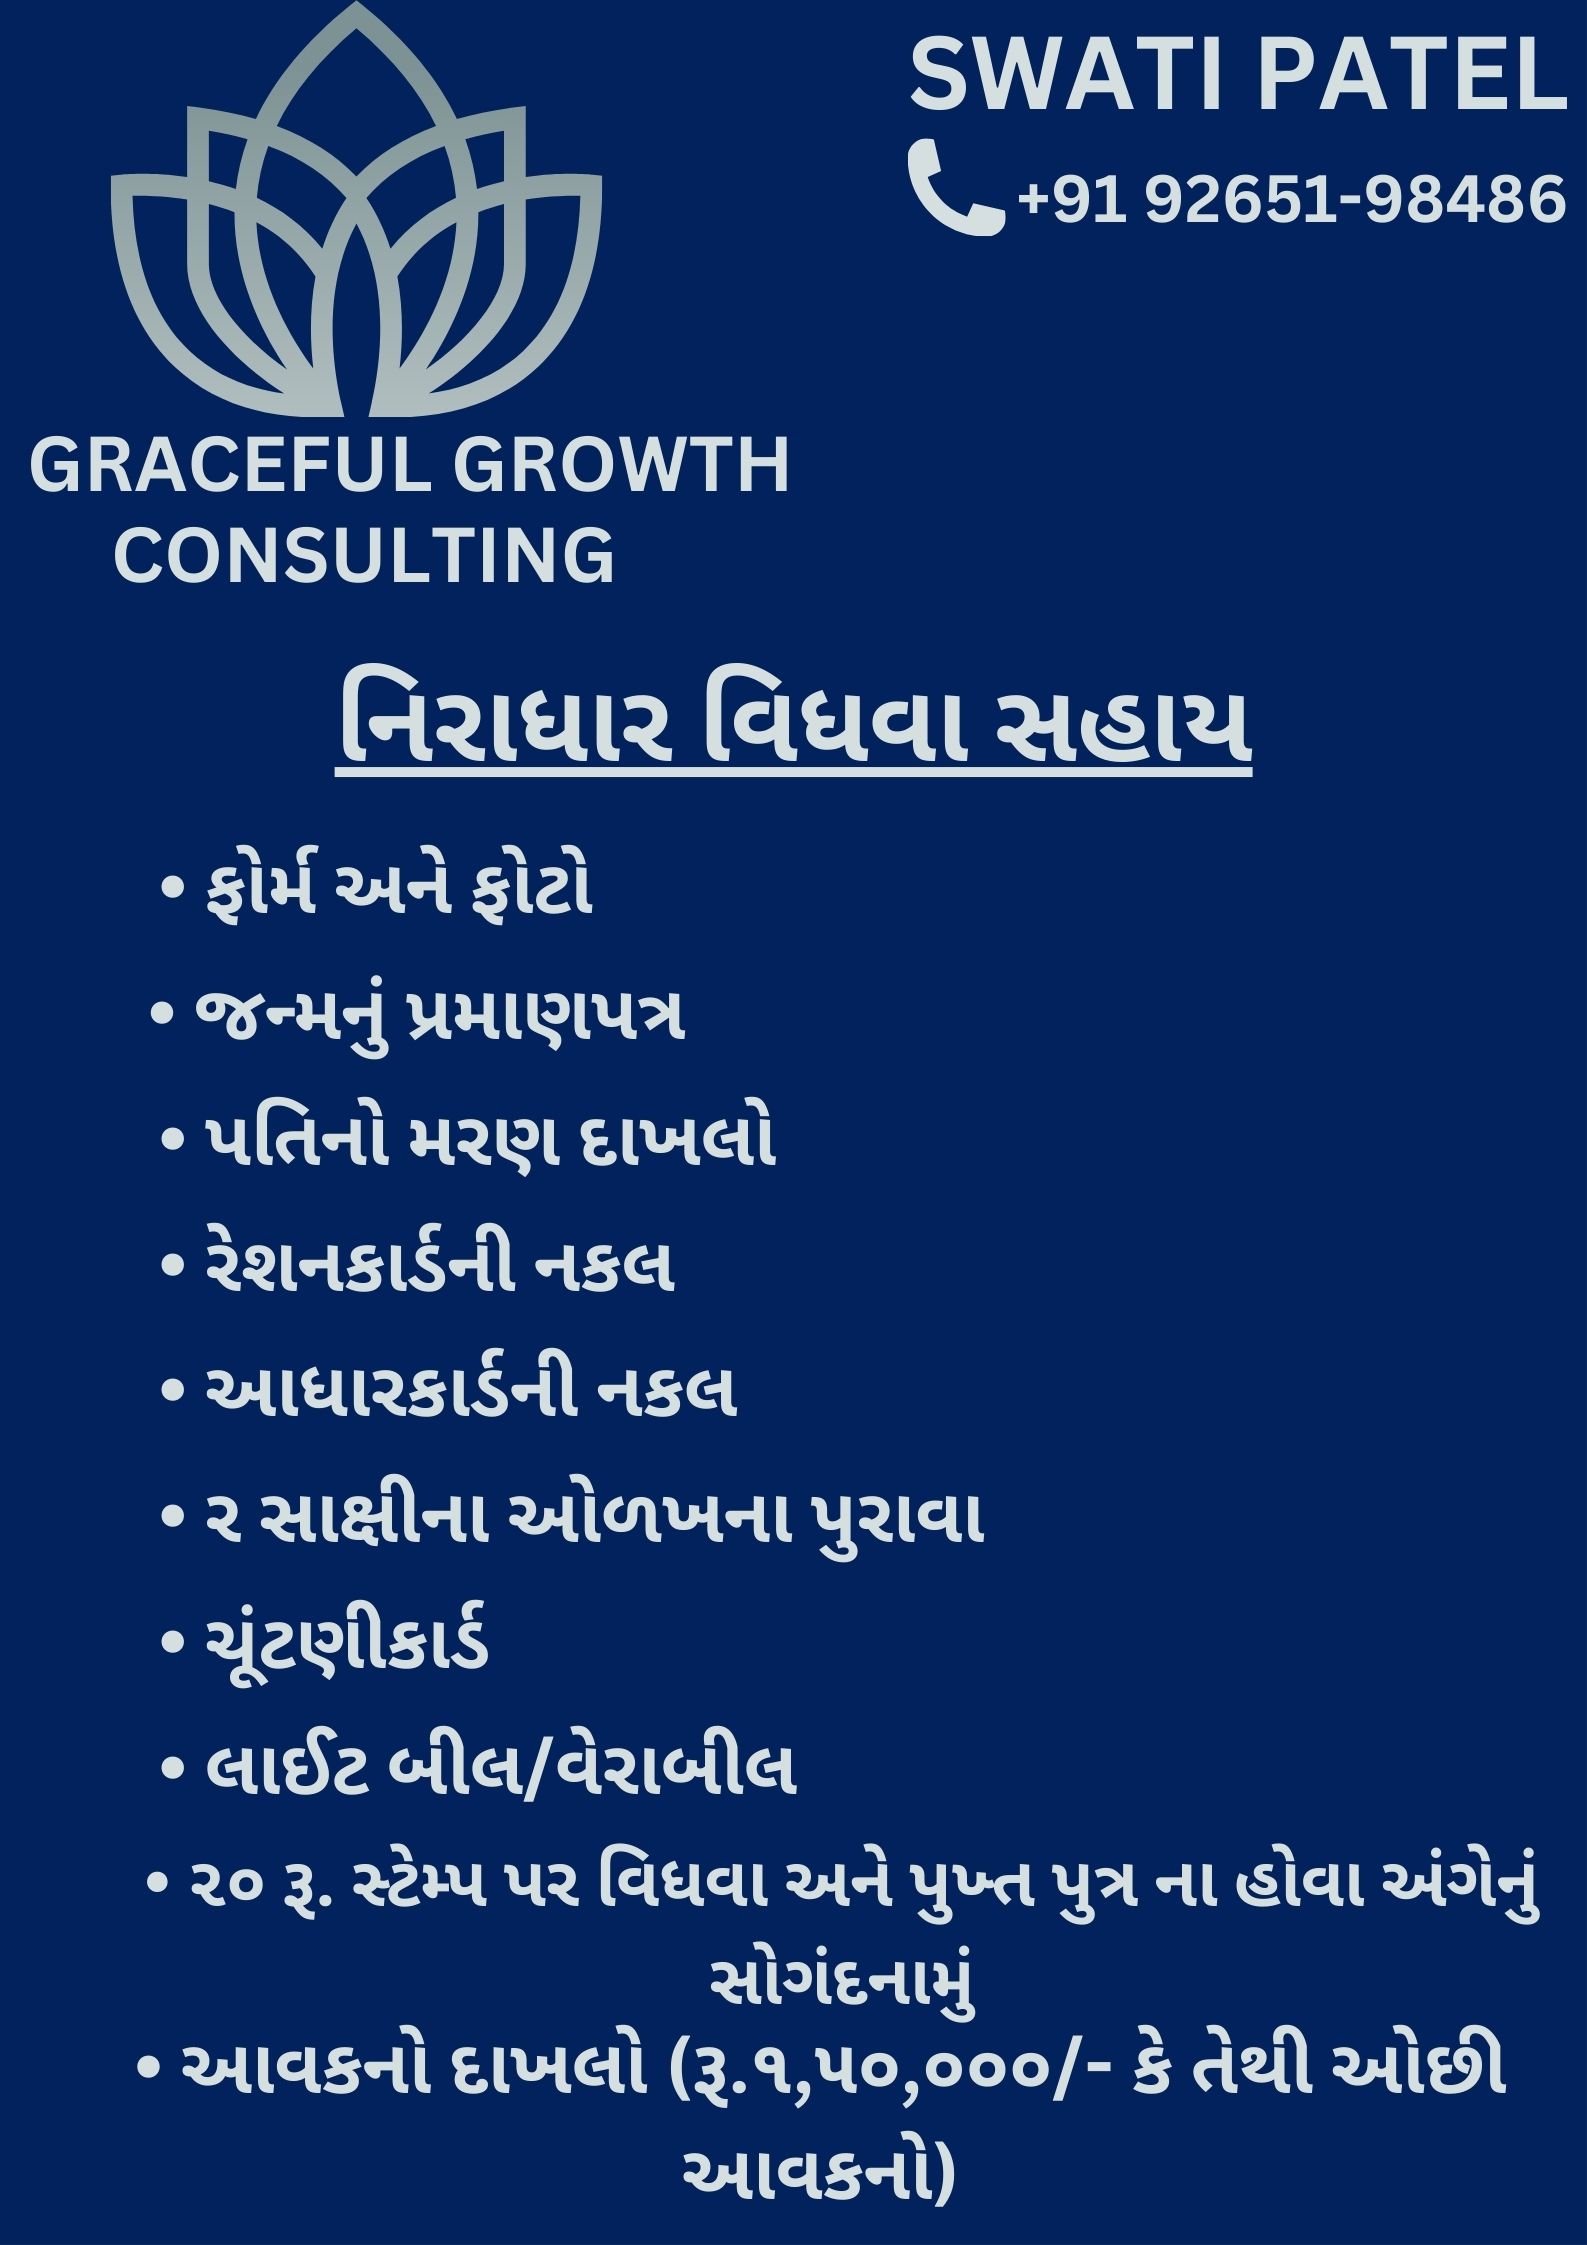 SWATI PATEL
+91 92651-98486
GRACEFUL GROWTH
CONSULTING
નિરાધાર વિધવા સહાય
• ફોર્મ અને ફોટો
• જન્મનું પ્રમાણપત્ર
• પતિનો મરણ દાખલો
• રેશનકાર્ડની નકલ
• આધારકાર્ડની નકલ
• ૨ સાક્ષીના ઓળખના પુરાવા
• ચૂંટણીકાર્ડ
• લાઈટ બીલ/વેરાબીલ
• ૨૦ રૂ. સ્ટેમ્પ પર વિધવા અને પુખ્ત પુત્ર ના હોવા અંગેનું
સોગંદનામું
• આવકનો દાખલો (રૂ.૧,૫૦,૦૦૦/- કે તેથી ઓછી
આવકનો)